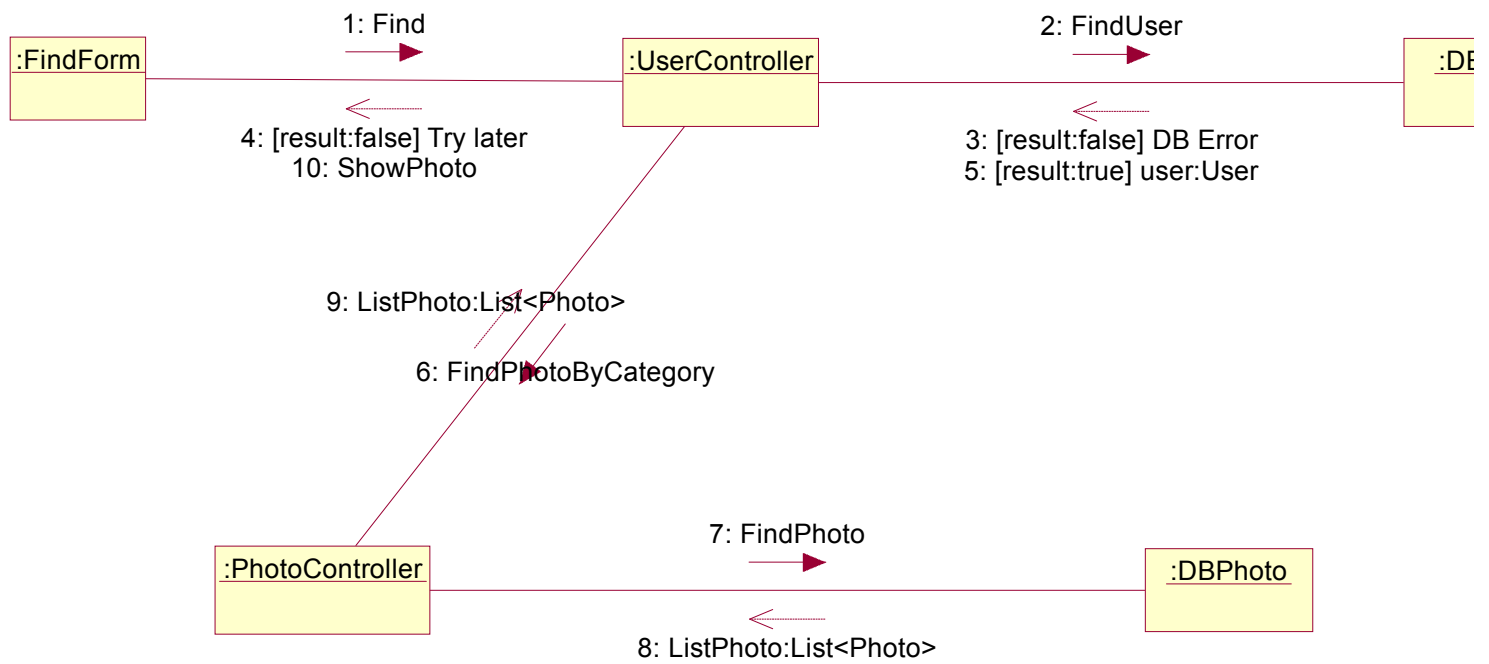 1: Find
2: FindUser
:FindForm
:UserController
4: [result:false] Try later
10: ShowPhoto
3: [result:false] DB Error
5: [result:true] user:User
9: ListPhoto:List<Photo>
6: FindPhotoByCategory
7: FindPhoto
:PhotoController
:DBPhoto
8: ListPhoto:List<Photo>